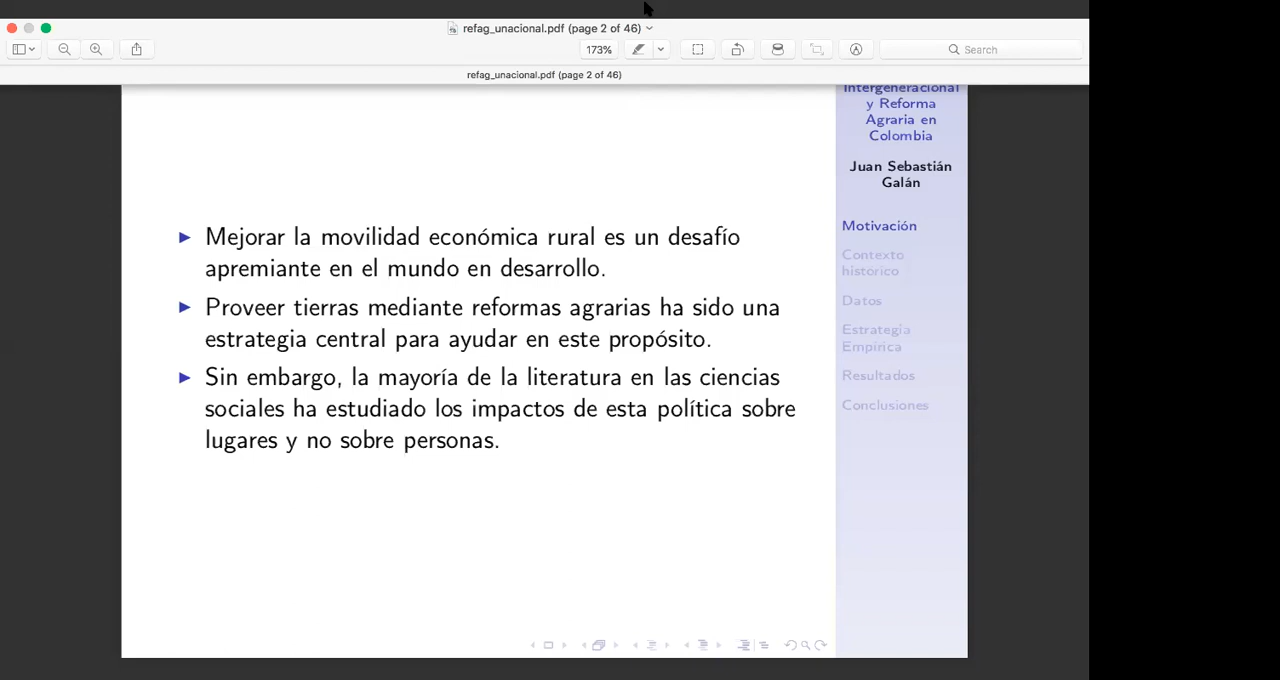 refag_unacional.pdf (page 2 of 46)
173%
Search
refag_unacional.pdf (page 2 of 46)
Mejorar la movilidad económica rural es un desafío
apremiante en el mundo en desarrollo.
Proveer tierras mediante reformas agrarias ha sido una
estrategia central para ayudar en este propósito.
Sin embargo, la mayoría de la literatura en las ciencias
sociales ha estudiado los impactos de esta política sobre
lugares y no sobre personas.
Intergeneracional
y Reforma
Agraria en
Colombia
Juan Sebastián
Galán
Motivación
Contexto
histórico
Datos
Estrategia
Empírica
Resultados
Conclusiones